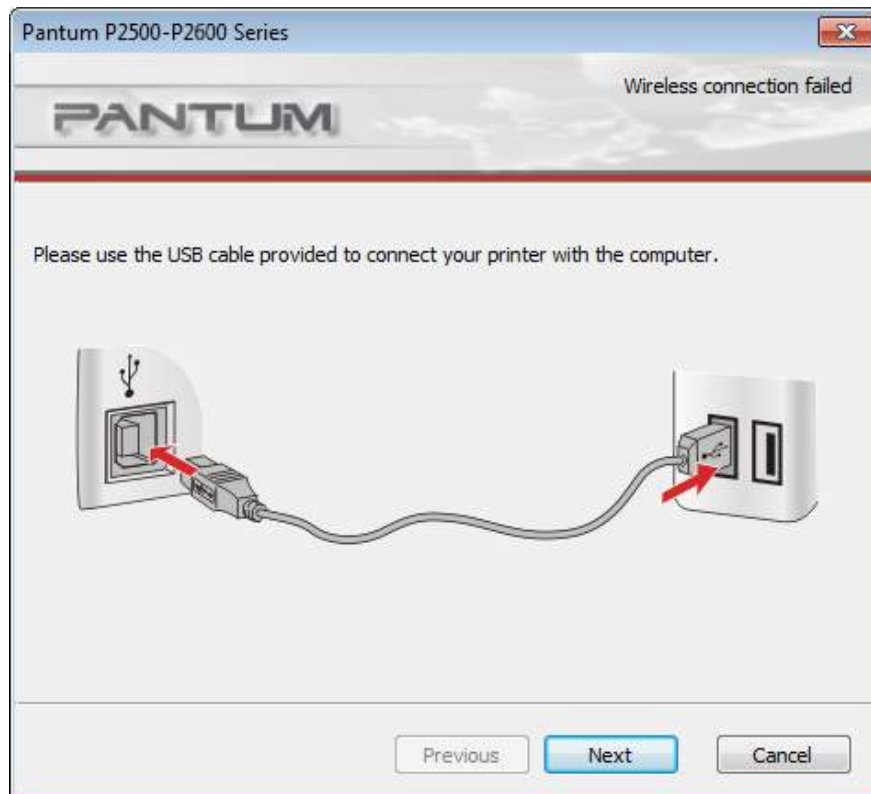 Pantum P2500-P2600 Series
Wireless connection failed
PANTUM
Please use the USB cable provided to connect your printer with the computer.
Previous
Next
Cancel